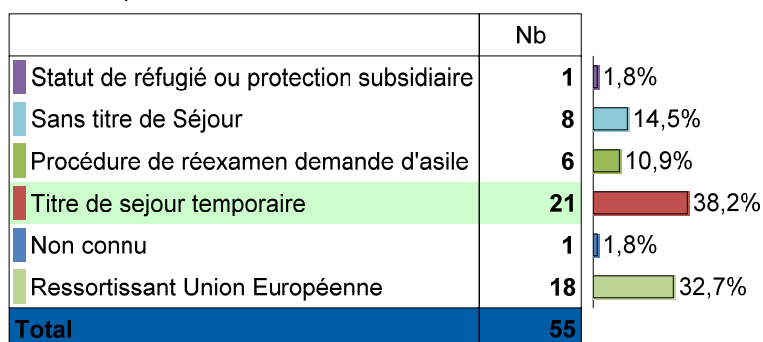 Nb
Statut de réfugié ou protection subsidiaire 1 1,8%
Sans titre de Séjour 8 14,5%
Procédure de réexamen demande d'asile 6 10,9%
Titre de sejour temporaire 21 38,2%
Non connu 1 1,8%
Ressortissant Union Européenne 18 32,7%
Total 55